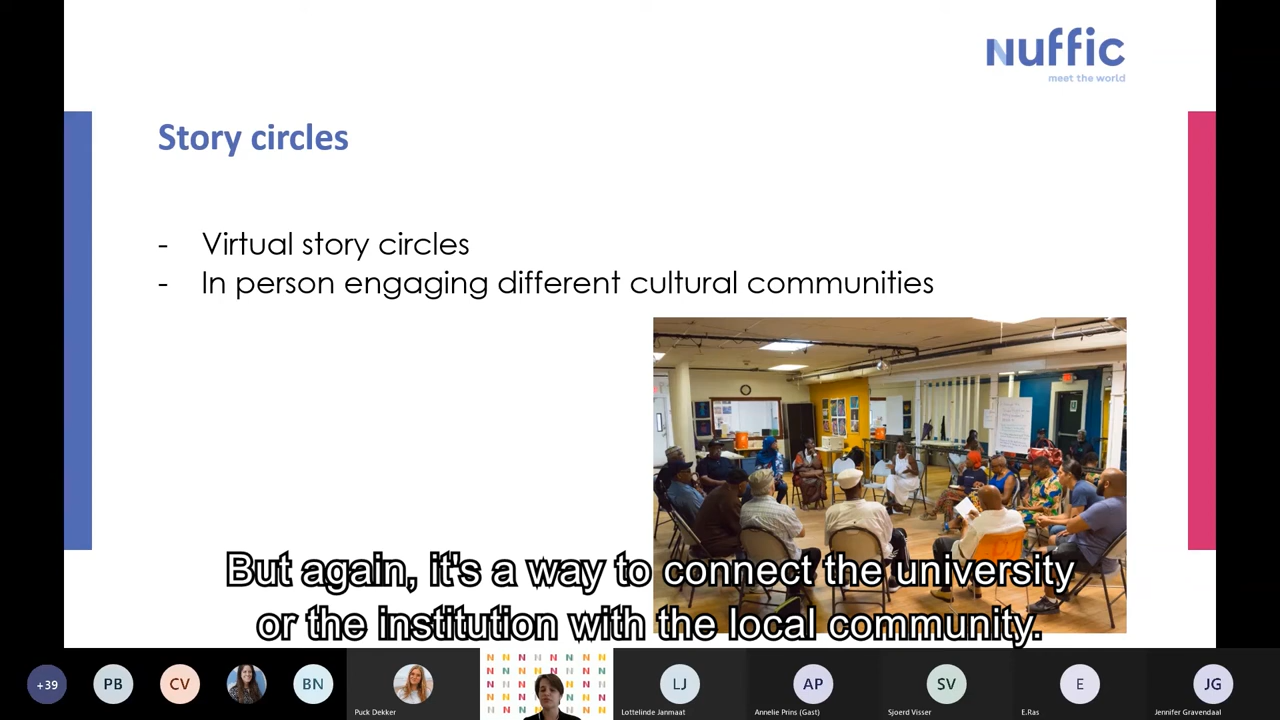 Nuffic
meet the world
Story circles
- Virtual story circles
- In person engaging different cultural communities
But again, it's a way to connect the university
or the institution with the local community.
+39
PB
CV
BN
Puck Dekker
N N N N N N N
LJ
Lottelinde Janmaat
AP
Annelie Prins (Gast)
SV
Sjoerd Visser
E
E.Ras
JG
Jennifer Gravendaal